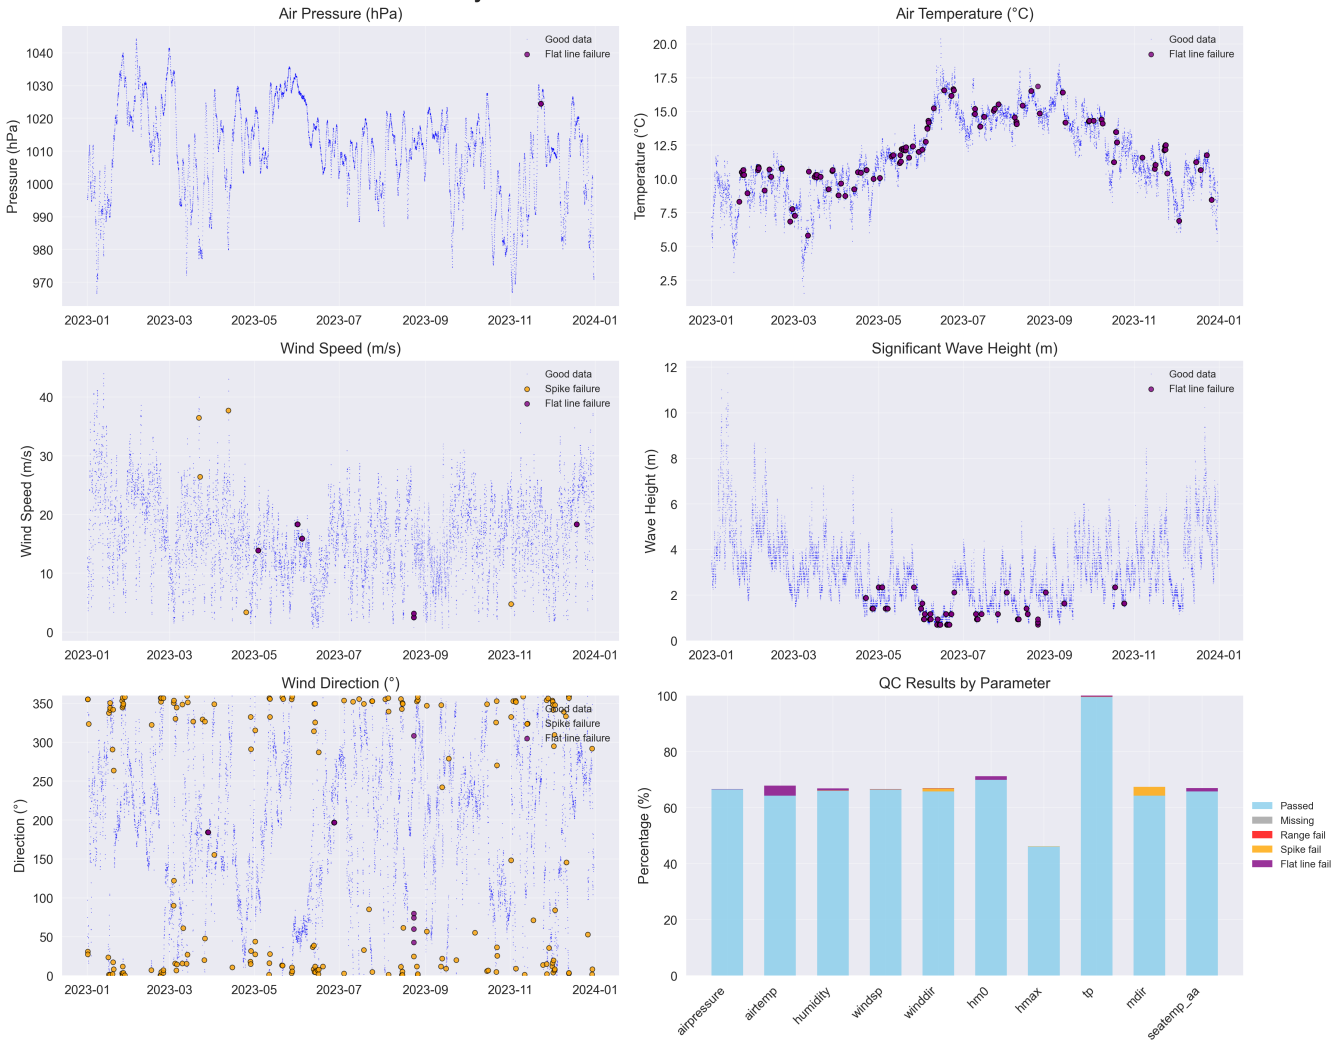 Air Pressure (hPa)
Pressure (hPa)
1040
1030
1020
1010
1000
990
980
970
Good data
Flat line failure
2023-01 2023-03 2023-05 2023-07 2023-09 2023-11 2024-01
Air Temperature (°C)
Temperature (°C)
20.0
17.5
15.0
12.5
10.0
7.5
5.0
2.5
Good data
Flat line failure
2023-01 2023-03 2023-05 2023-07 2023-09 2023-11 2024-01
Wind Speed (m/s)
Wind Speed (m/s)
40
30
20
10
0
Good data
Spike failure
Flat line failure
2023-01 2023-03 2023-05 2023-07 2023-09 2023-11 2024-01
Significant Wave Height (m)
Wave Height (m)
12
10
8
6
4
2
0
Good data
Flat line failure
2023-01 2023-03 2023-05 2023-07 2023-09 2023-11 2024-01
Wind Direction (°)
Direction (°)
350
300
250
200
150
100
50
0
Good data
Spike failure
Flat line failure
2023-01 2023-03 2023-05 2023-07 2023-09 2023-11 2024-01
QC Results by Parameter
Percentage (%)
100
80
60
40
20
0
airpressure
airtemp
humidity
windsp
winddir
hm0
hmax
tp
mdir
seatemp_aa
Passed
Missing
Range fail
Spike fail
Flat line fail